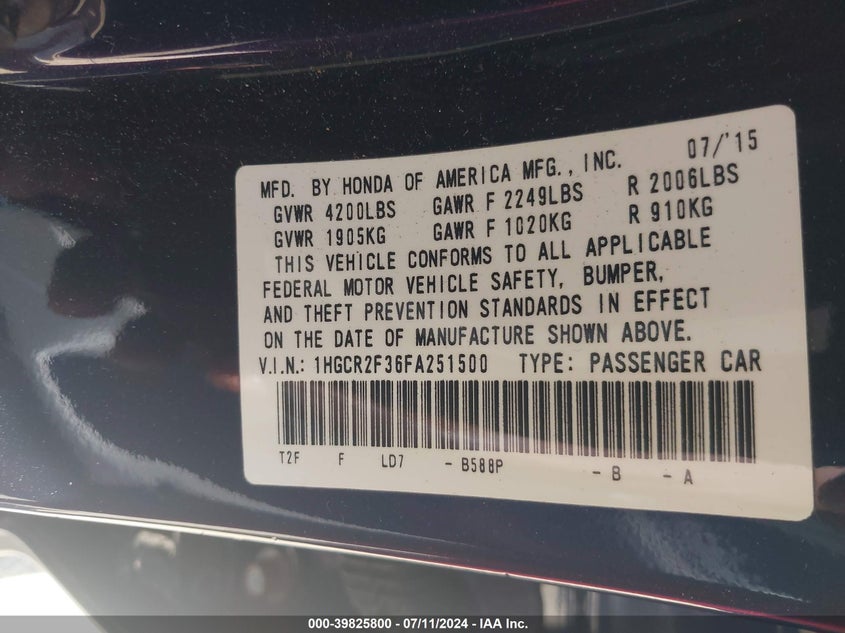 07/'15
MFD. BY HONDA OF AMERICA MFG., INC.
GVWR 4200LBS GAWR F 2249LBS R 2006LBS
GVWR 1905KG GAWR F 1020KG R 910KG
THIS VEHICLE CONFORMS TO ALL APPLICABLE
FEDERAL MOTOR VEHICLE SAFETY, BUMPER,
AND THEFT PREVENTION STANDARDS IN EFFECT
ON THE DATE OF MANUFACTURE SHOWN ABOVE.
V.I.N.: 1HGCR2F36FA251500 TYPE: PASSENGER CAR
T2F F LD7 - B588P - B - A
000-39825800 - 07/11/2024 - IAA Inc.